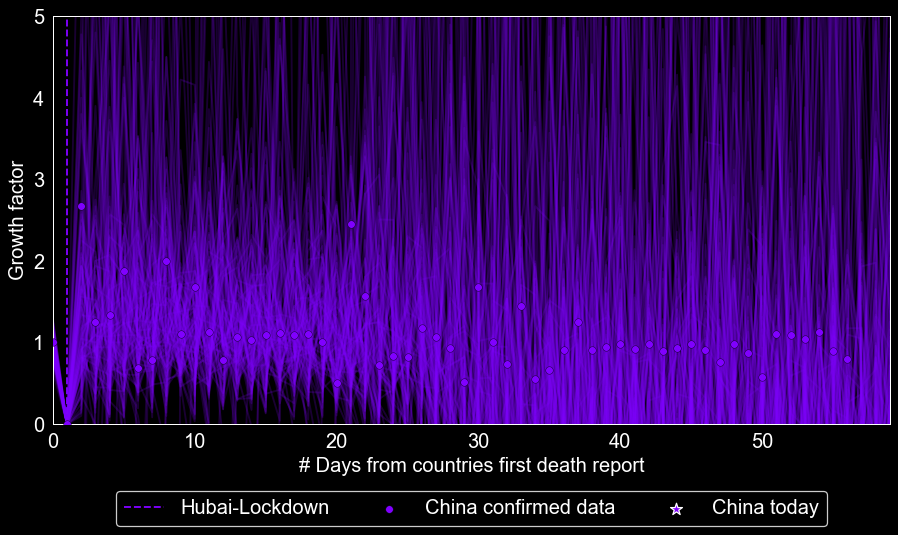 5
4
3
2
1
0
Growth factor
0 10 20 30 40 50
# Days from countries first death report
Hubai-Lockdown China confirmed data China today